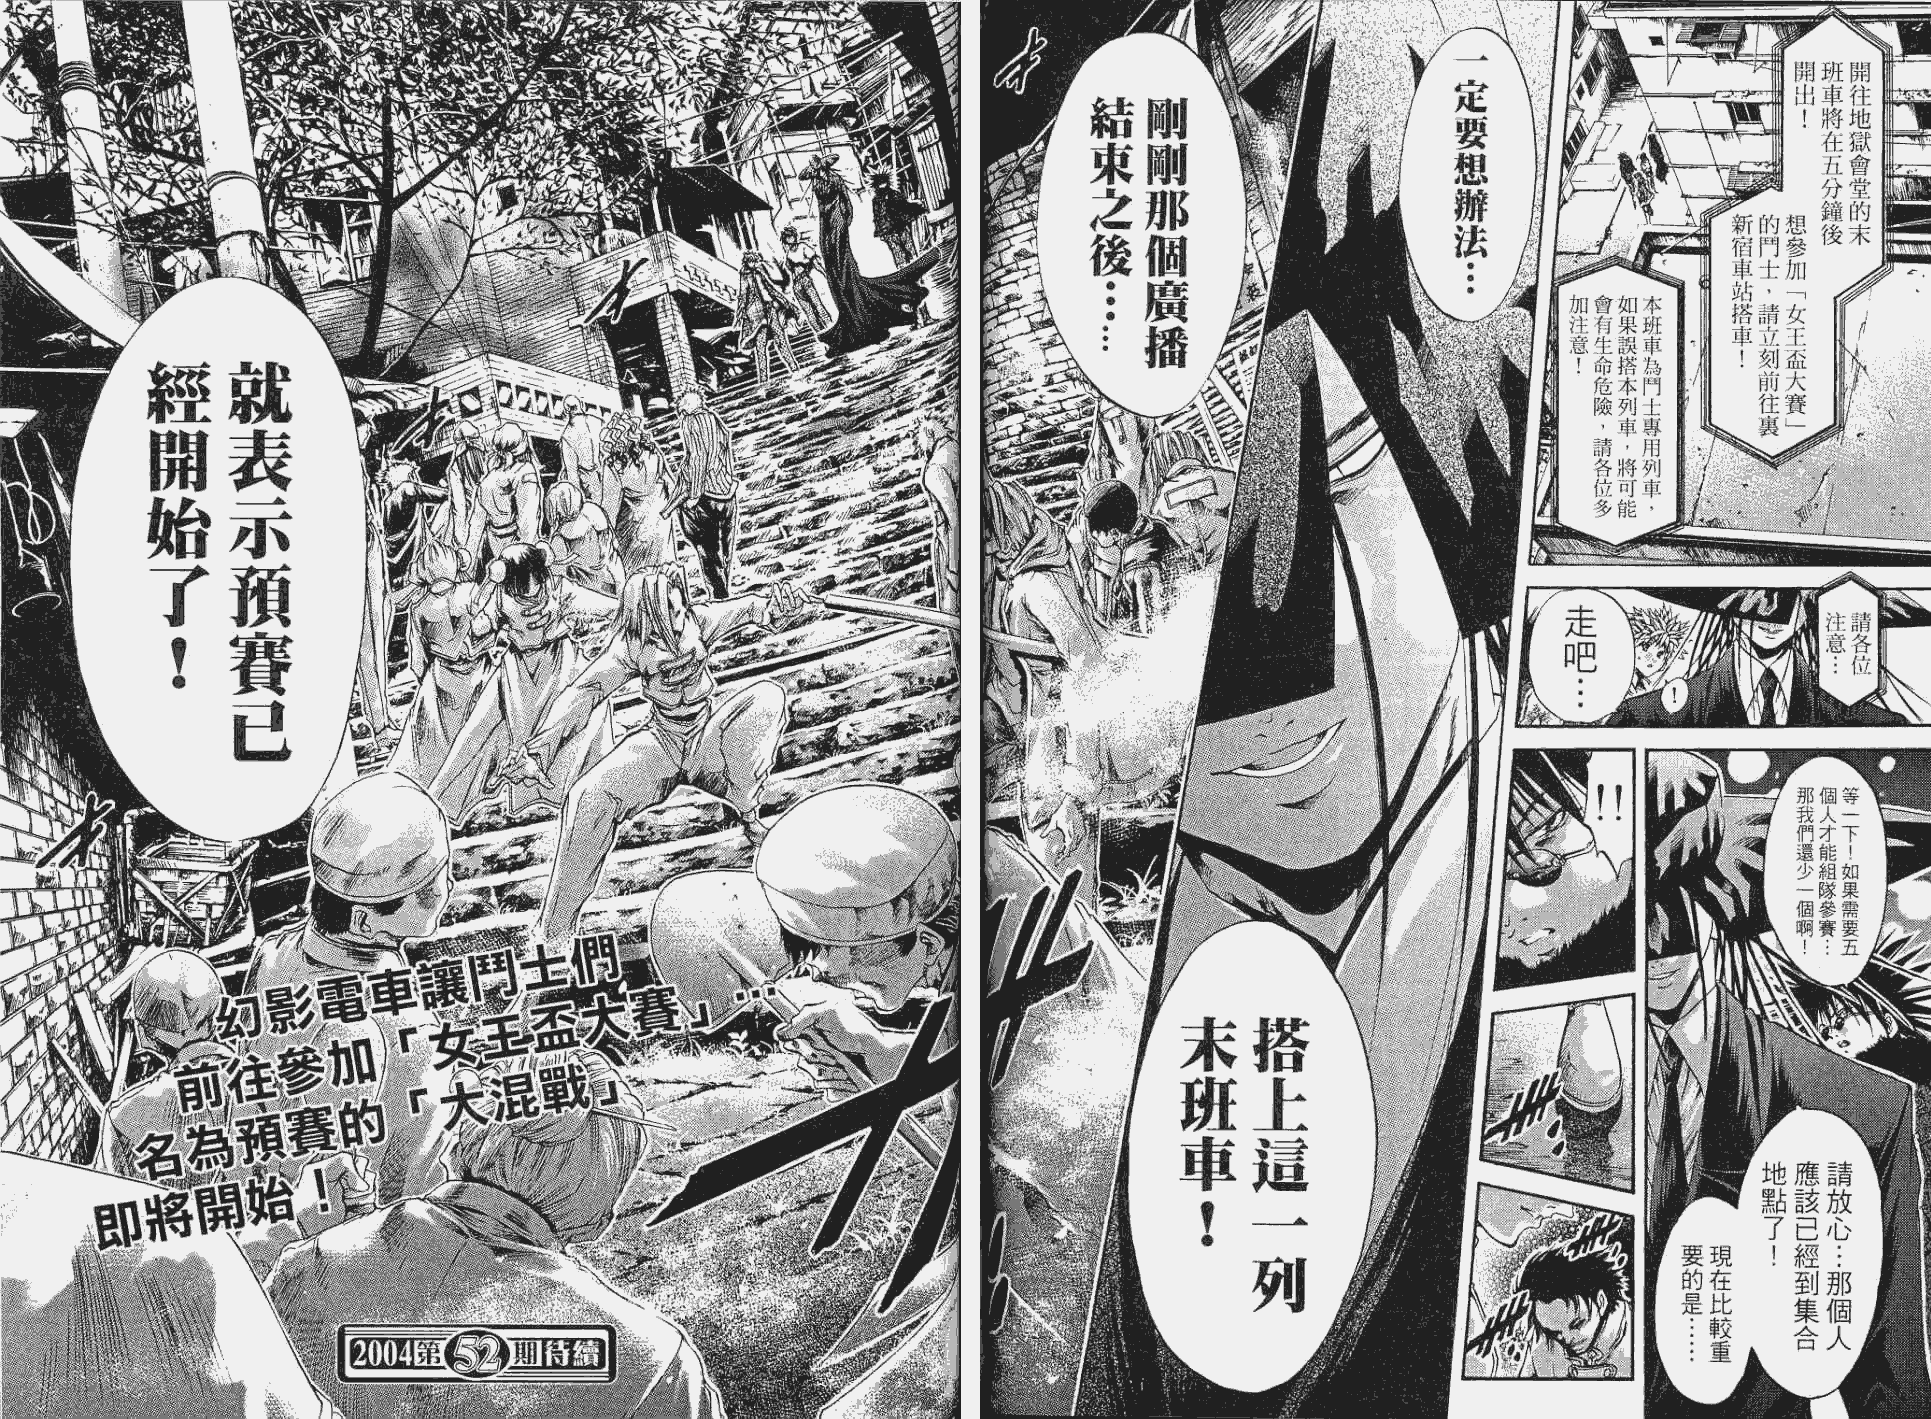 開往地獄會堂的末
班車將在五分鐘後
開出！
想參加「女王盃大賽」
的鬥士，請立刻前往裏
新宿車站搭車！
本班車為鬥士專用列車，
如果誤搭本列車，將可能
會有生命危險，請各位多
加注意！
請各位
注意…
！
走吧…
等一下！如果需要五
個人才能組隊參賽…
那我們還少一個啊！
!!
請放心…那個人
應該已經到集合
地點了！
現在比較重
要的是……
一定要想辦法…
搭上這一列
末班車！
剛剛那個廣播
結束之後……
就表示預賽已
經開始了！
幻影電車讓鬥士們
前往參加「女王盃大賽」…
名為預賽的「大混戰」
即將開始！
2004第52期待續